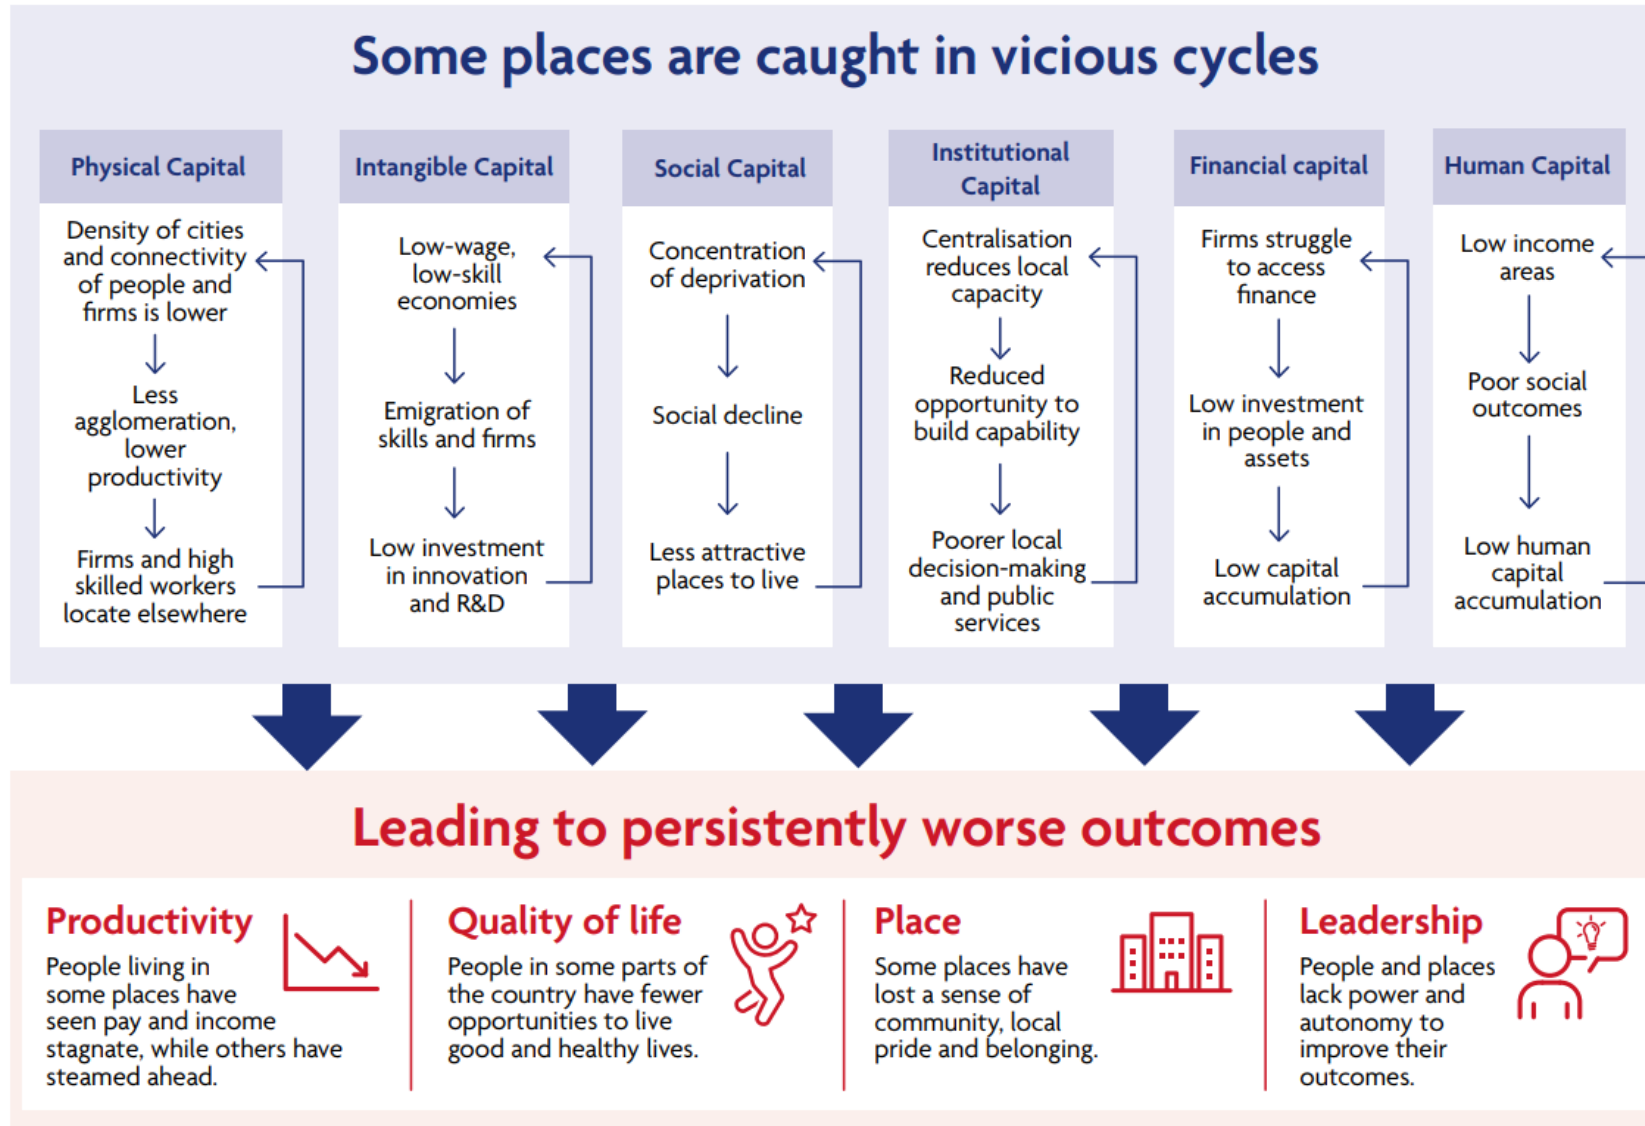 Some places are caught in vicious cycles
Physical Capital
Density of cities
and connectivity
of people and
firms is lower
Less
agglomeration,
lower
productivity
Firms and high
skilled workers
locate elsewhere
Intangible Capital
Low-wage,
low-skill
economies
Emigration of
skills and firms
Low investment
in innovation
and R&D
Social Capital
Concentration
of deprivation
Social decline
Less attractive
places to live
Institutional
Capital
Centralisation
reduces local
capacity
Reduced
opportunity to
build capability
Poorer local
decision-making
and public
services
Financial capital
Firms struggle
to access
finance
Low investment
in people and
assets
Low capital
accumulation
Human Capital
Low income
areas
Poor social
outcomes
Low human
capital
accumulation
Leading to persistently worse outcomes
Productivity
People living in
some places have
seen pay and income
stagnate, while others have
steamed ahead.
Quality of life
People in some parts of
the country have fewer
opportunities to live
good and healthy lives.
Place
Some places have
lost a sense of
community, local
pride and belonging.
Leadership
People and places
lack power and
autonomy to
improve their
outcomes.